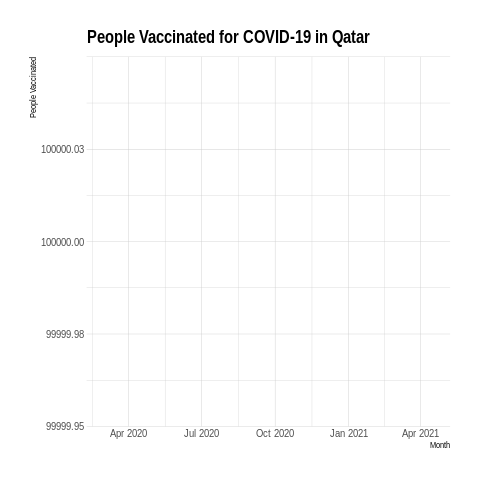 People Vaccinated for COVID-19 in Qatar
People Vaccinated
100000.03
100000.00
99999.98
99999.95
Apr 2020
Jul 2020
Oct 2020
Jan 2021
Apr 2021
Month